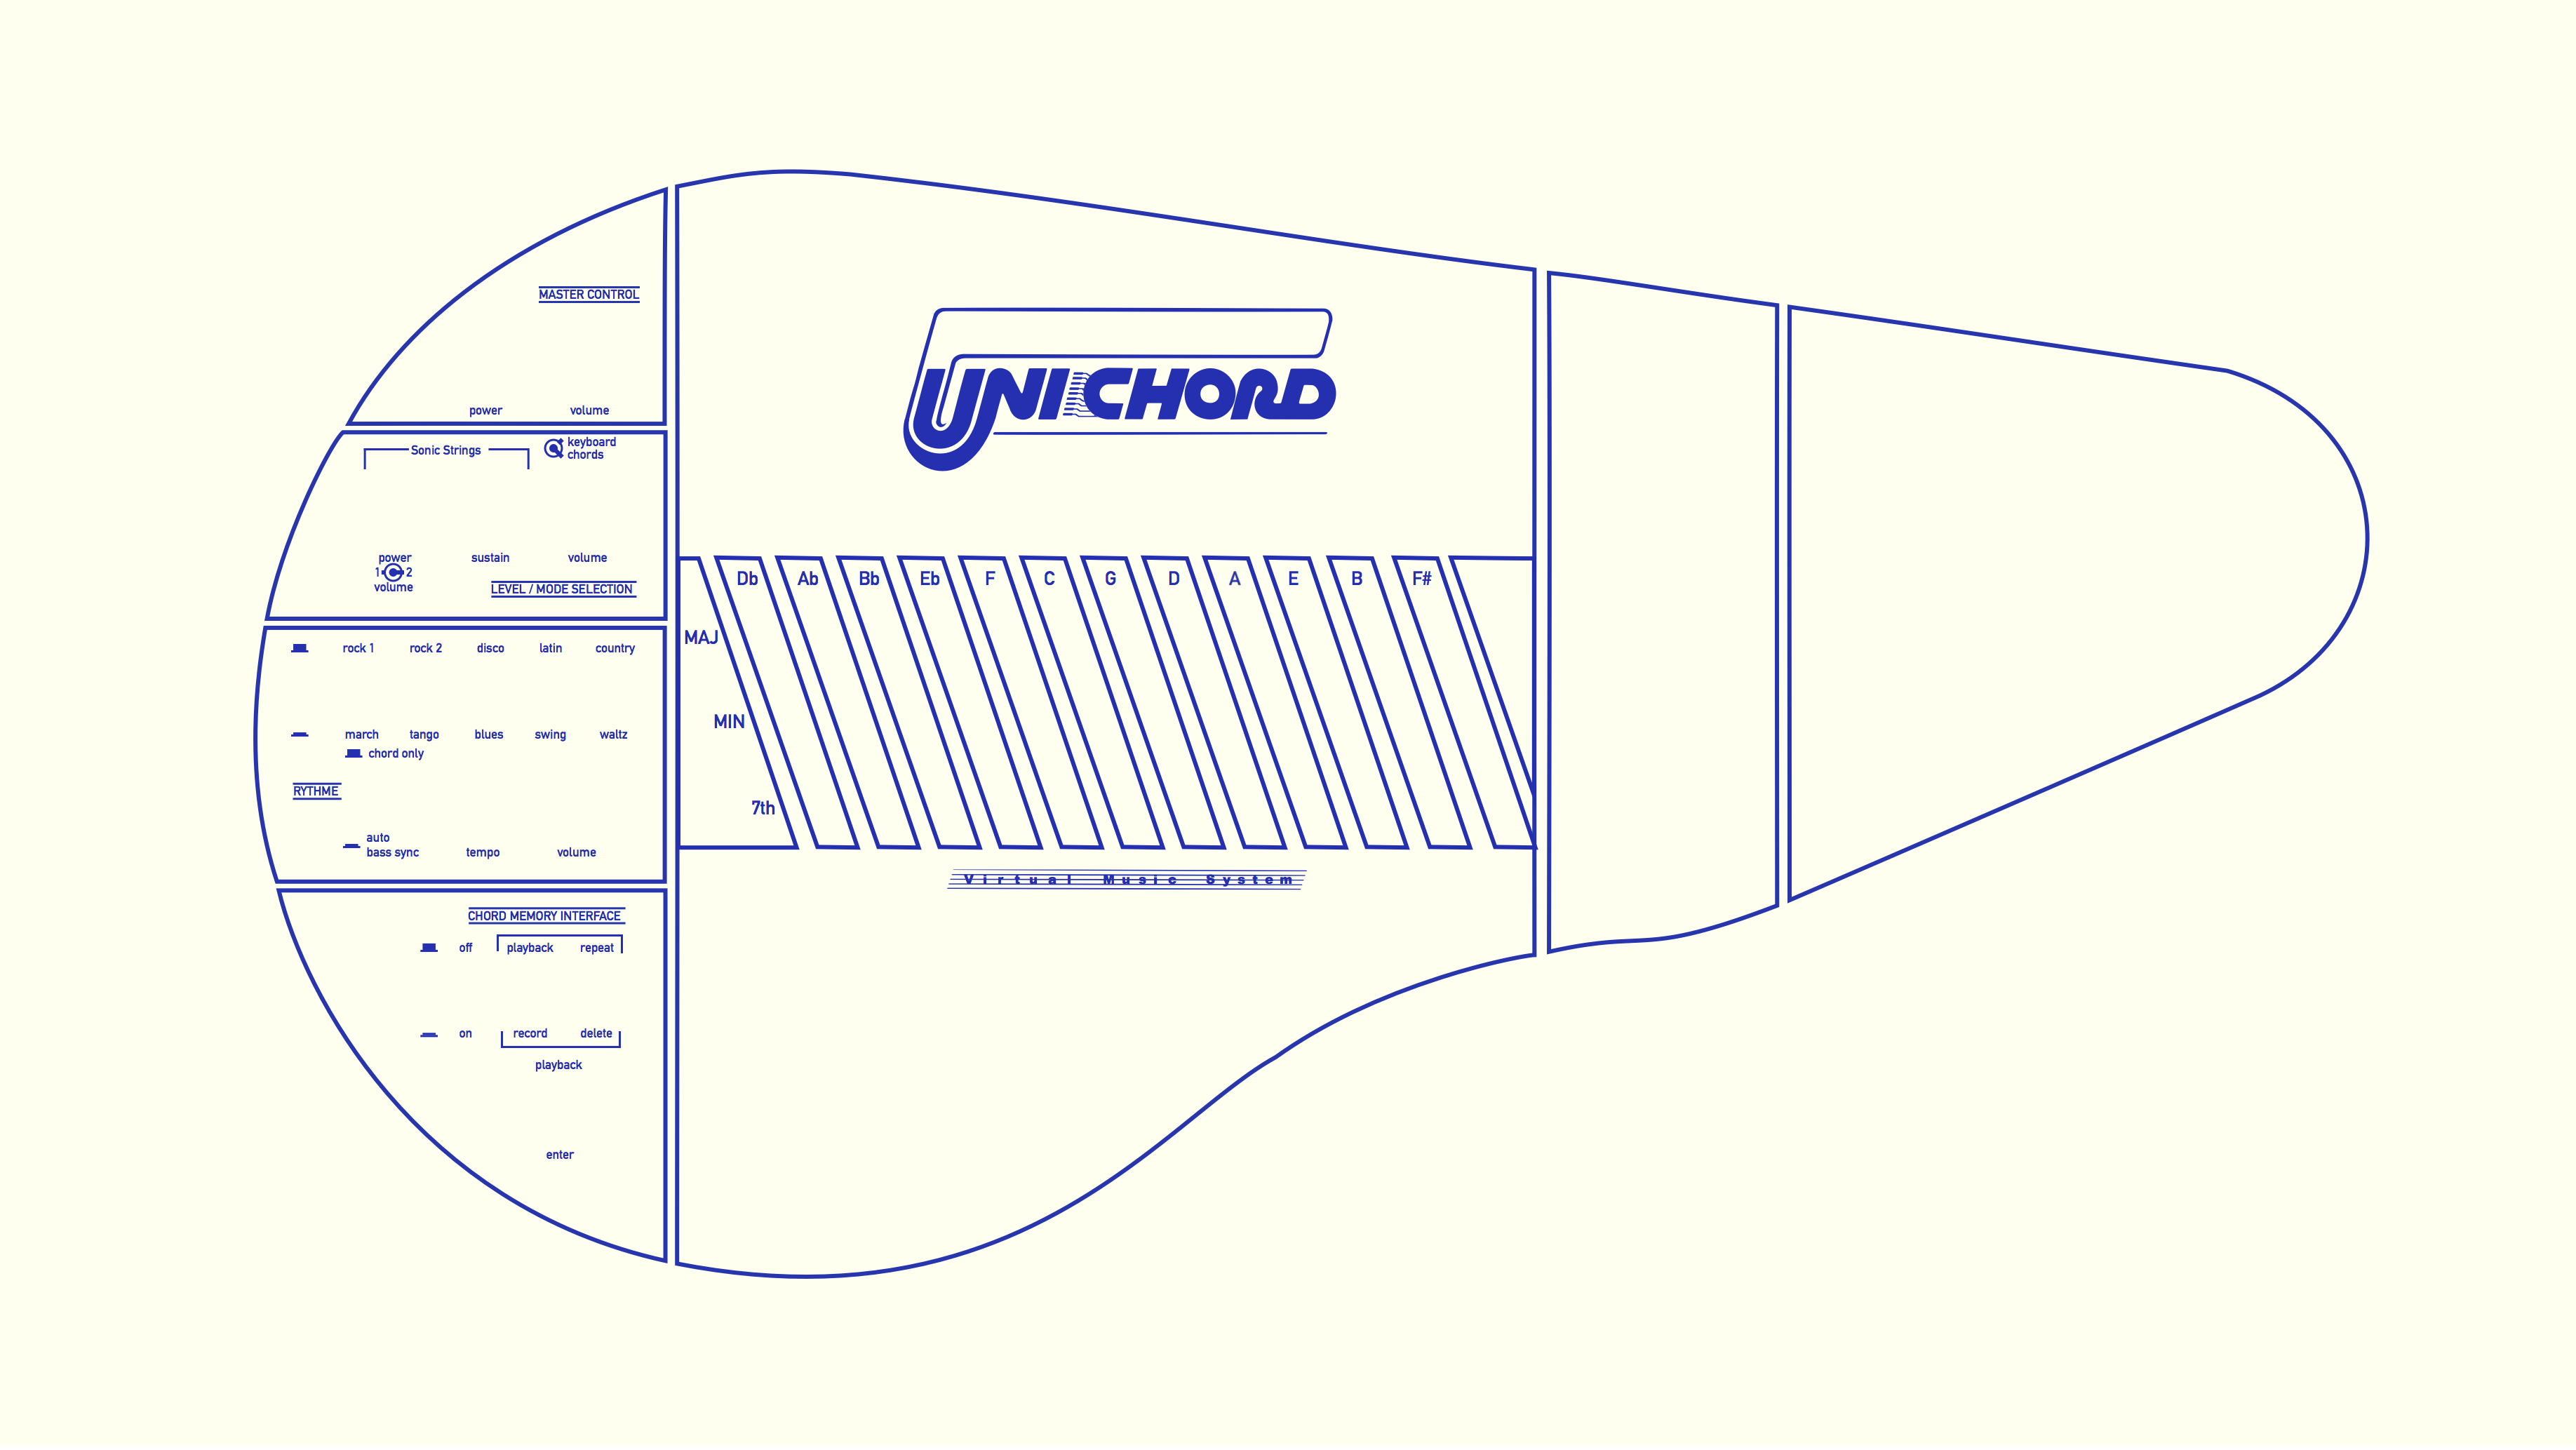 MASTER CONTROL
power volume
Sonic Strings
keyboard
chords
power sustain volume
1 2
volume
LEVEL / MODE SELECTION
rock 1 rock 2 disco latin country
march tango blues swing waltz
chord only
RYTHME
auto
bass sync tempo volume
CHORD MEMORY INTERFACE
off playback repeat
on record delete
playback
enter
UNICHORD
Db Ab Bb Eb F C G D A E B F#
MAJ
MIN
7th
Virtual Music System